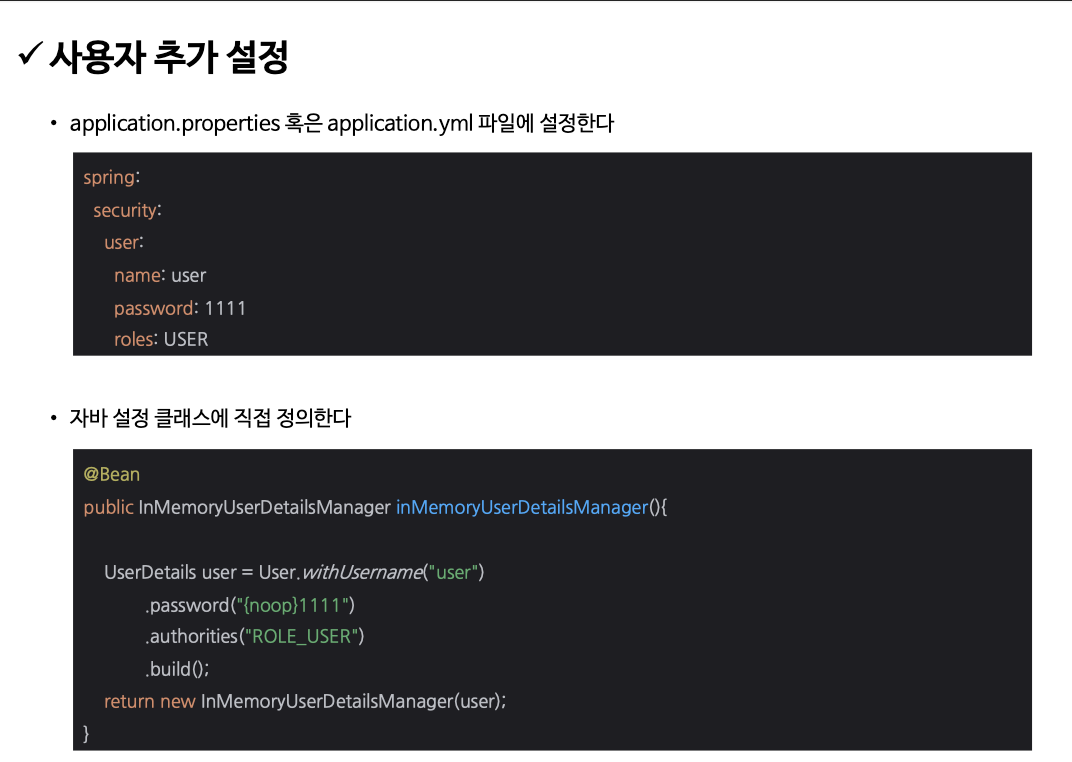 ✓ 사용자 추가 설정
• application.properties 혹은 application.yml 파일에 설정한다
spring:
  security:
    user:
      name: user
      password: 1111
      roles: USER
• 자바 설정 클래스에 직접 정의한다
@Bean
public InMemoryUserDetailsManager inMemoryUserDetailsManager(){
    UserDetails user = User.withUsername("user")
            .password("{noop}1111")
            .authorities("ROLE_USER")
            .build();
    return new InMemoryUserDetailsManager(user);
}